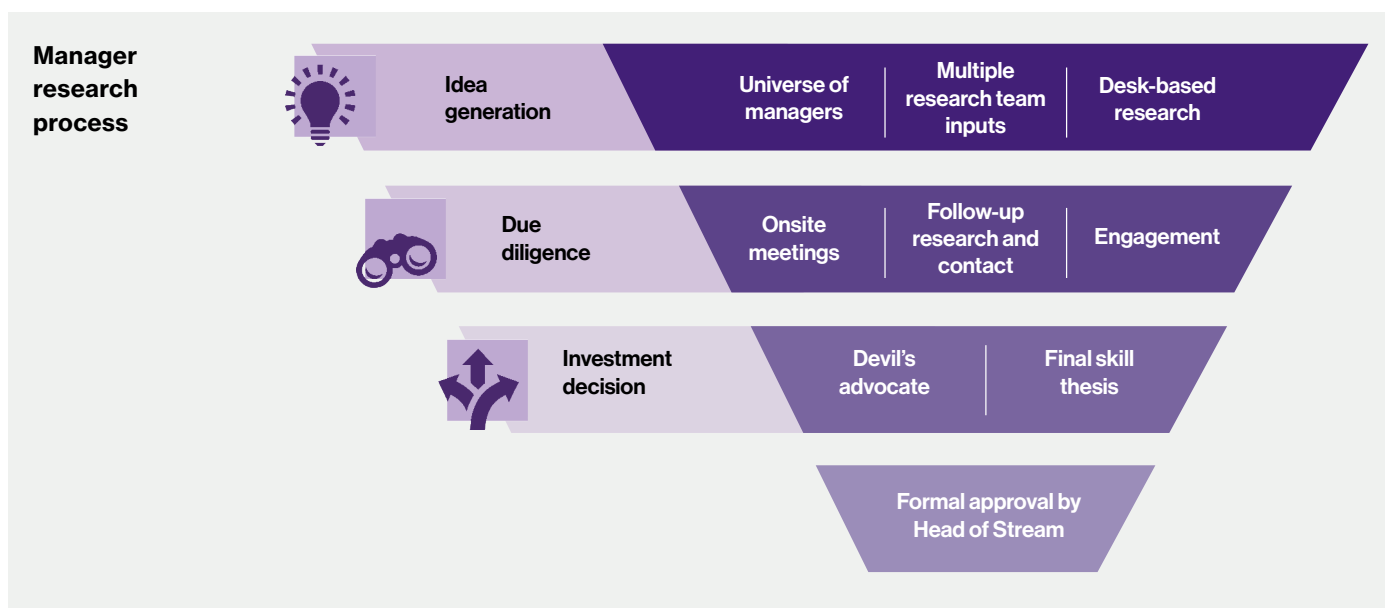 Manager
research
process
Idea
generation
Universe of
managers
Multiple
research team
inputs
Desk-based
research
Due
diligence
Onsite
meetings
Follow-up
research and
contact
Engagement
Investment
decision
Devil’s
advocate
Final skill
thesis
Formal approval by
Head of Stream